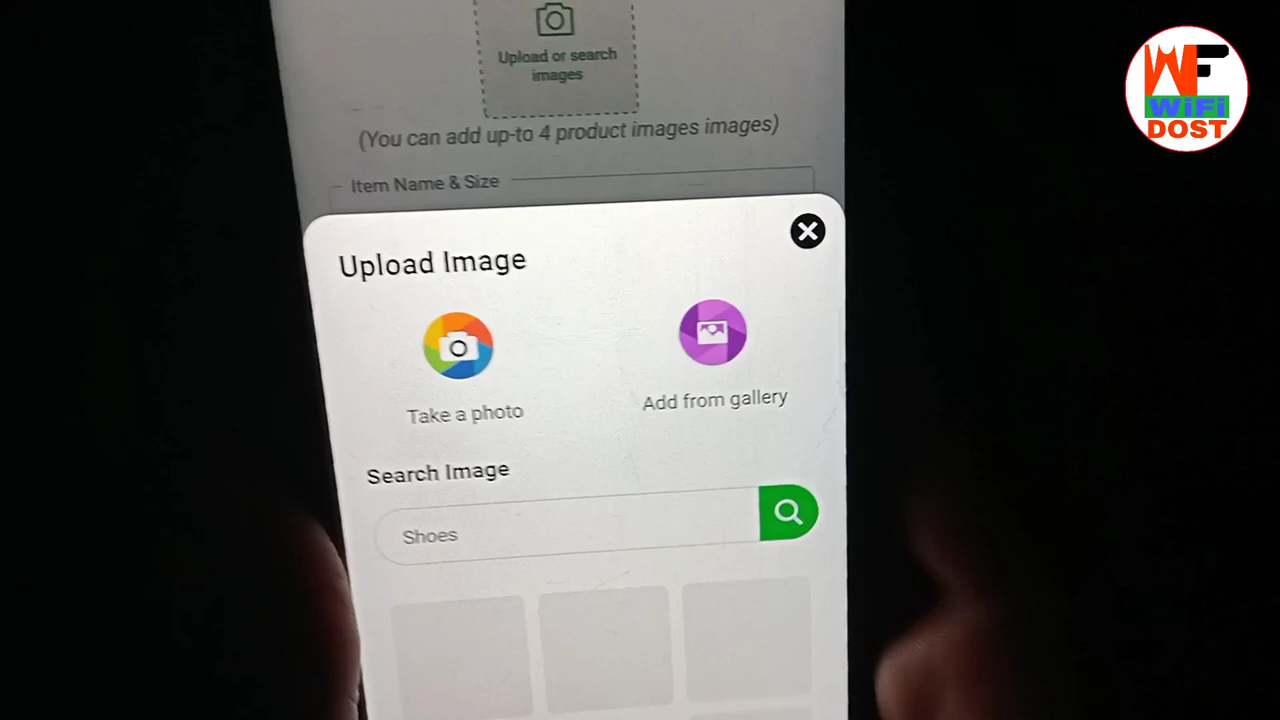 Upload or search
images
(You can add up-to 4 product images images)
Item Name & Size
Upload Image
Take a photo
Add from gallery
Search Image
Shoes
WF
WiFi
DOST